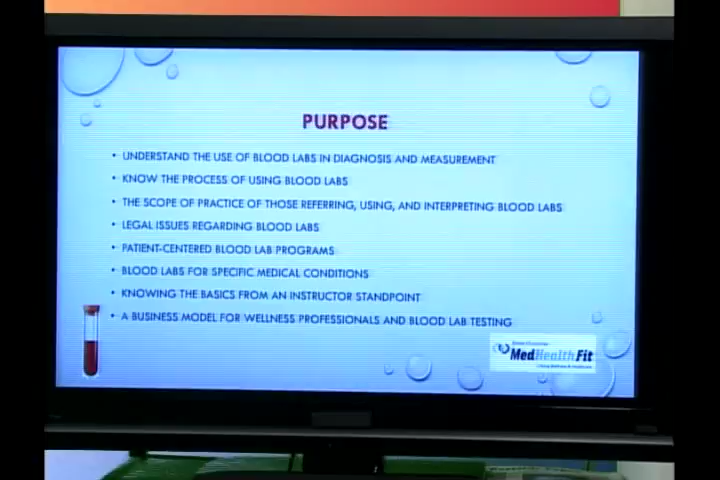 PURPOSE
• UNDERSTAND THE USE OF BLOOD LABS IN DIAGNOSIS AND MEASUREMENT
• KNOW THE PROCESS OF USING BLOOD LABS
• THE SCOPE OF PRACTICE OF THOSE REFERRING, USING, AND INTERPRETING BLOOD LABS
• LEGAL ISSUES REGARDING BLOOD LABS
• PATIENT-CENTERED BLOOD LAB PROGRAMS
• BLOOD LABS FOR SPECIFIC MEDICAL CONDITIONS
• KNOWING THE BASICS FROM AN INSTRUCTOR STANDPOINT
• A BUSINESS MODEL FOR WELLNESS PROFESSIONALS AND BLOOD LAB TESTING
MedHealthFit